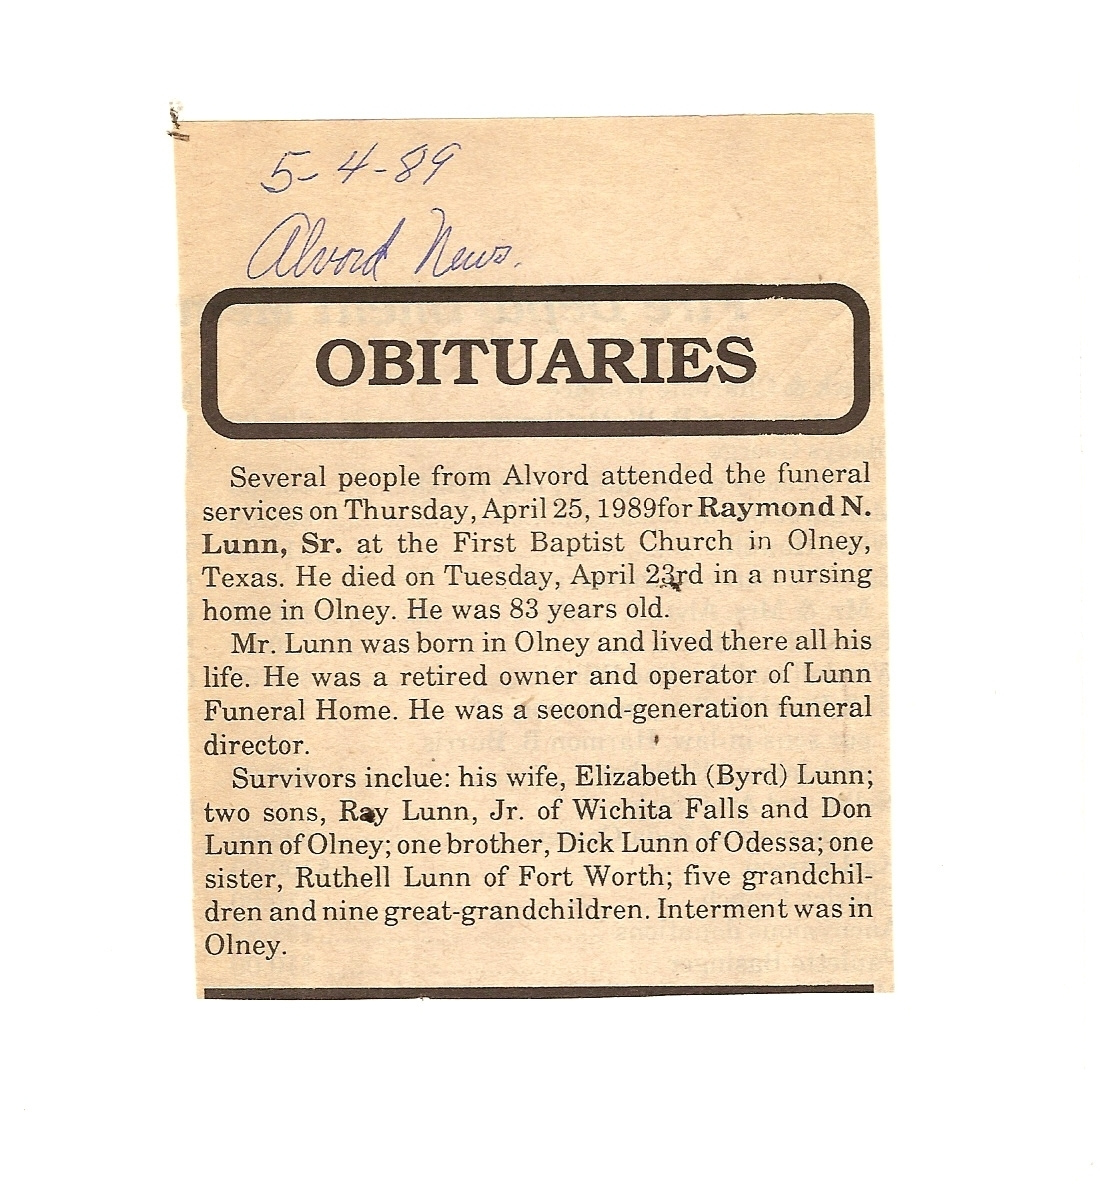 5-4-89
Alvord News.
OBITUARIES
Several people from Alvord attended the funeral
services on Thursday, April 25, 1989for Raymond N.
Lunn, Sr. at the First Baptist Church in Olney,
Texas. He died on Tuesday, April 23rd in a nursing
home in Olney. He was 83 years old.
Mr. Lunn was born in Olney and lived there all his
life. He was a retired owner and operator of Lunn
Funeral Home. He was a second-generation funeral
director.
Survivors inclue: his wife, Elizabeth (Byrd) Lunn;
two sons, Ray Lunn, Jr. of Wichita Falls and Don
Lunn of Olney; one brother, Dick Lunn of Odessa; one
sister, Ruthell Lunn of Fort Worth; five grandchil-
dren and nine great-grandchildren. Interment was in
Olney.